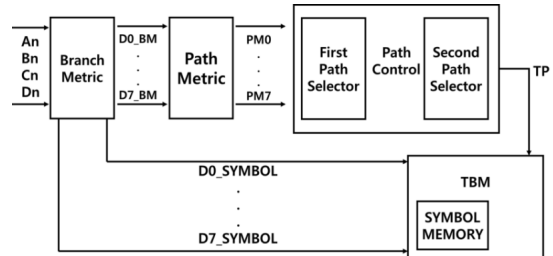 An
Bn
Cn
Dn
Branch
Metric
D0_BM
.
.
.
D7_BM
Path
Metric
PM0
.
.
.
PM7
First
Path
Selector
Path
Control
Second
Path
Selector
TP
D0_SYMBOL
.
.
.
D7_SYMBOL
TBM
SYMBOL
MEMORY